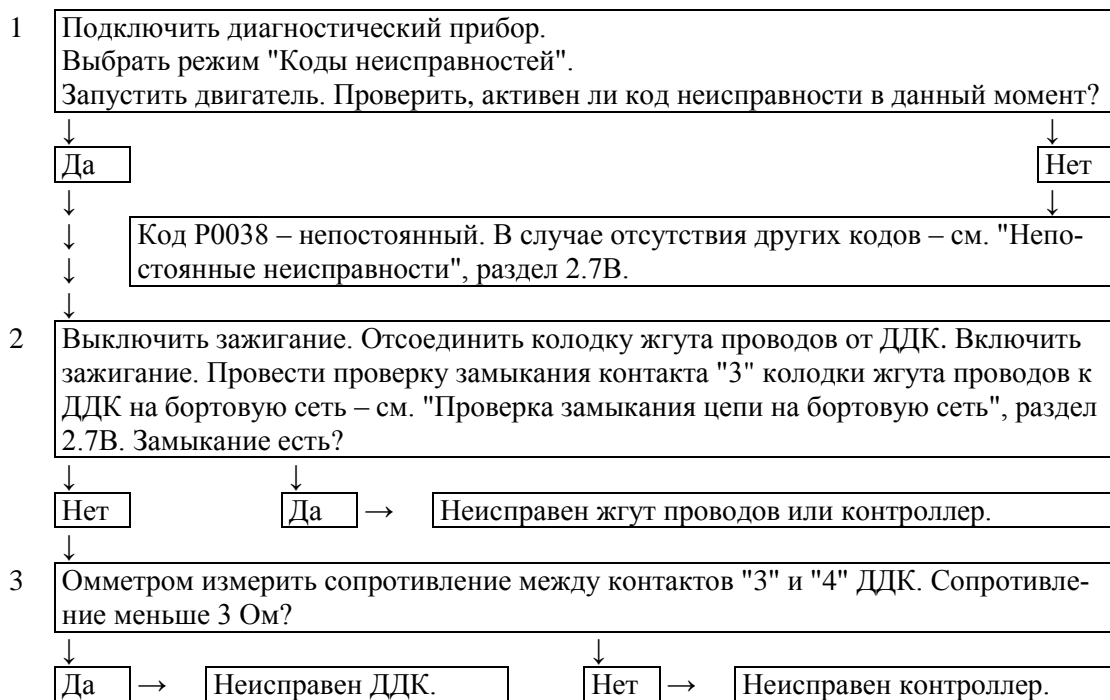 1 Подключить диагностический прибор.
Выбрать режим "Коды неисправностей".
Запустить двигатель. Проверить, активен ли код неисправности в данный момент?
↓ ↓
Да Нет
↓ ↓
↓ Код Р0038 – непостоянный. В случае отсутствия других кодов – см. "Непо-
↓ стоянные неисправности", раздел 2.7В.
↓
2 Выключить зажигание. Отсоединить колодку жгута проводов от ДДК. Включить
зажигание. Провести проверку замыкания контакта "3" колодки жгута проводов к
ДДК на бортовую сеть – см. "Проверка замыкания цепи на бортовую сеть", раздел
2.7В. Замыкание есть?
↓ ↓
Нет Да → Неисправен жгут проводов или контроллер.
↓
3 Омметром измерить сопротивление между контактов "3" и "4" ДДК. Сопротивле-
ние меньше 3 Ом?
↓ ↓
Да → Неисправен ДДК. Нет → Неисправен контроллер.